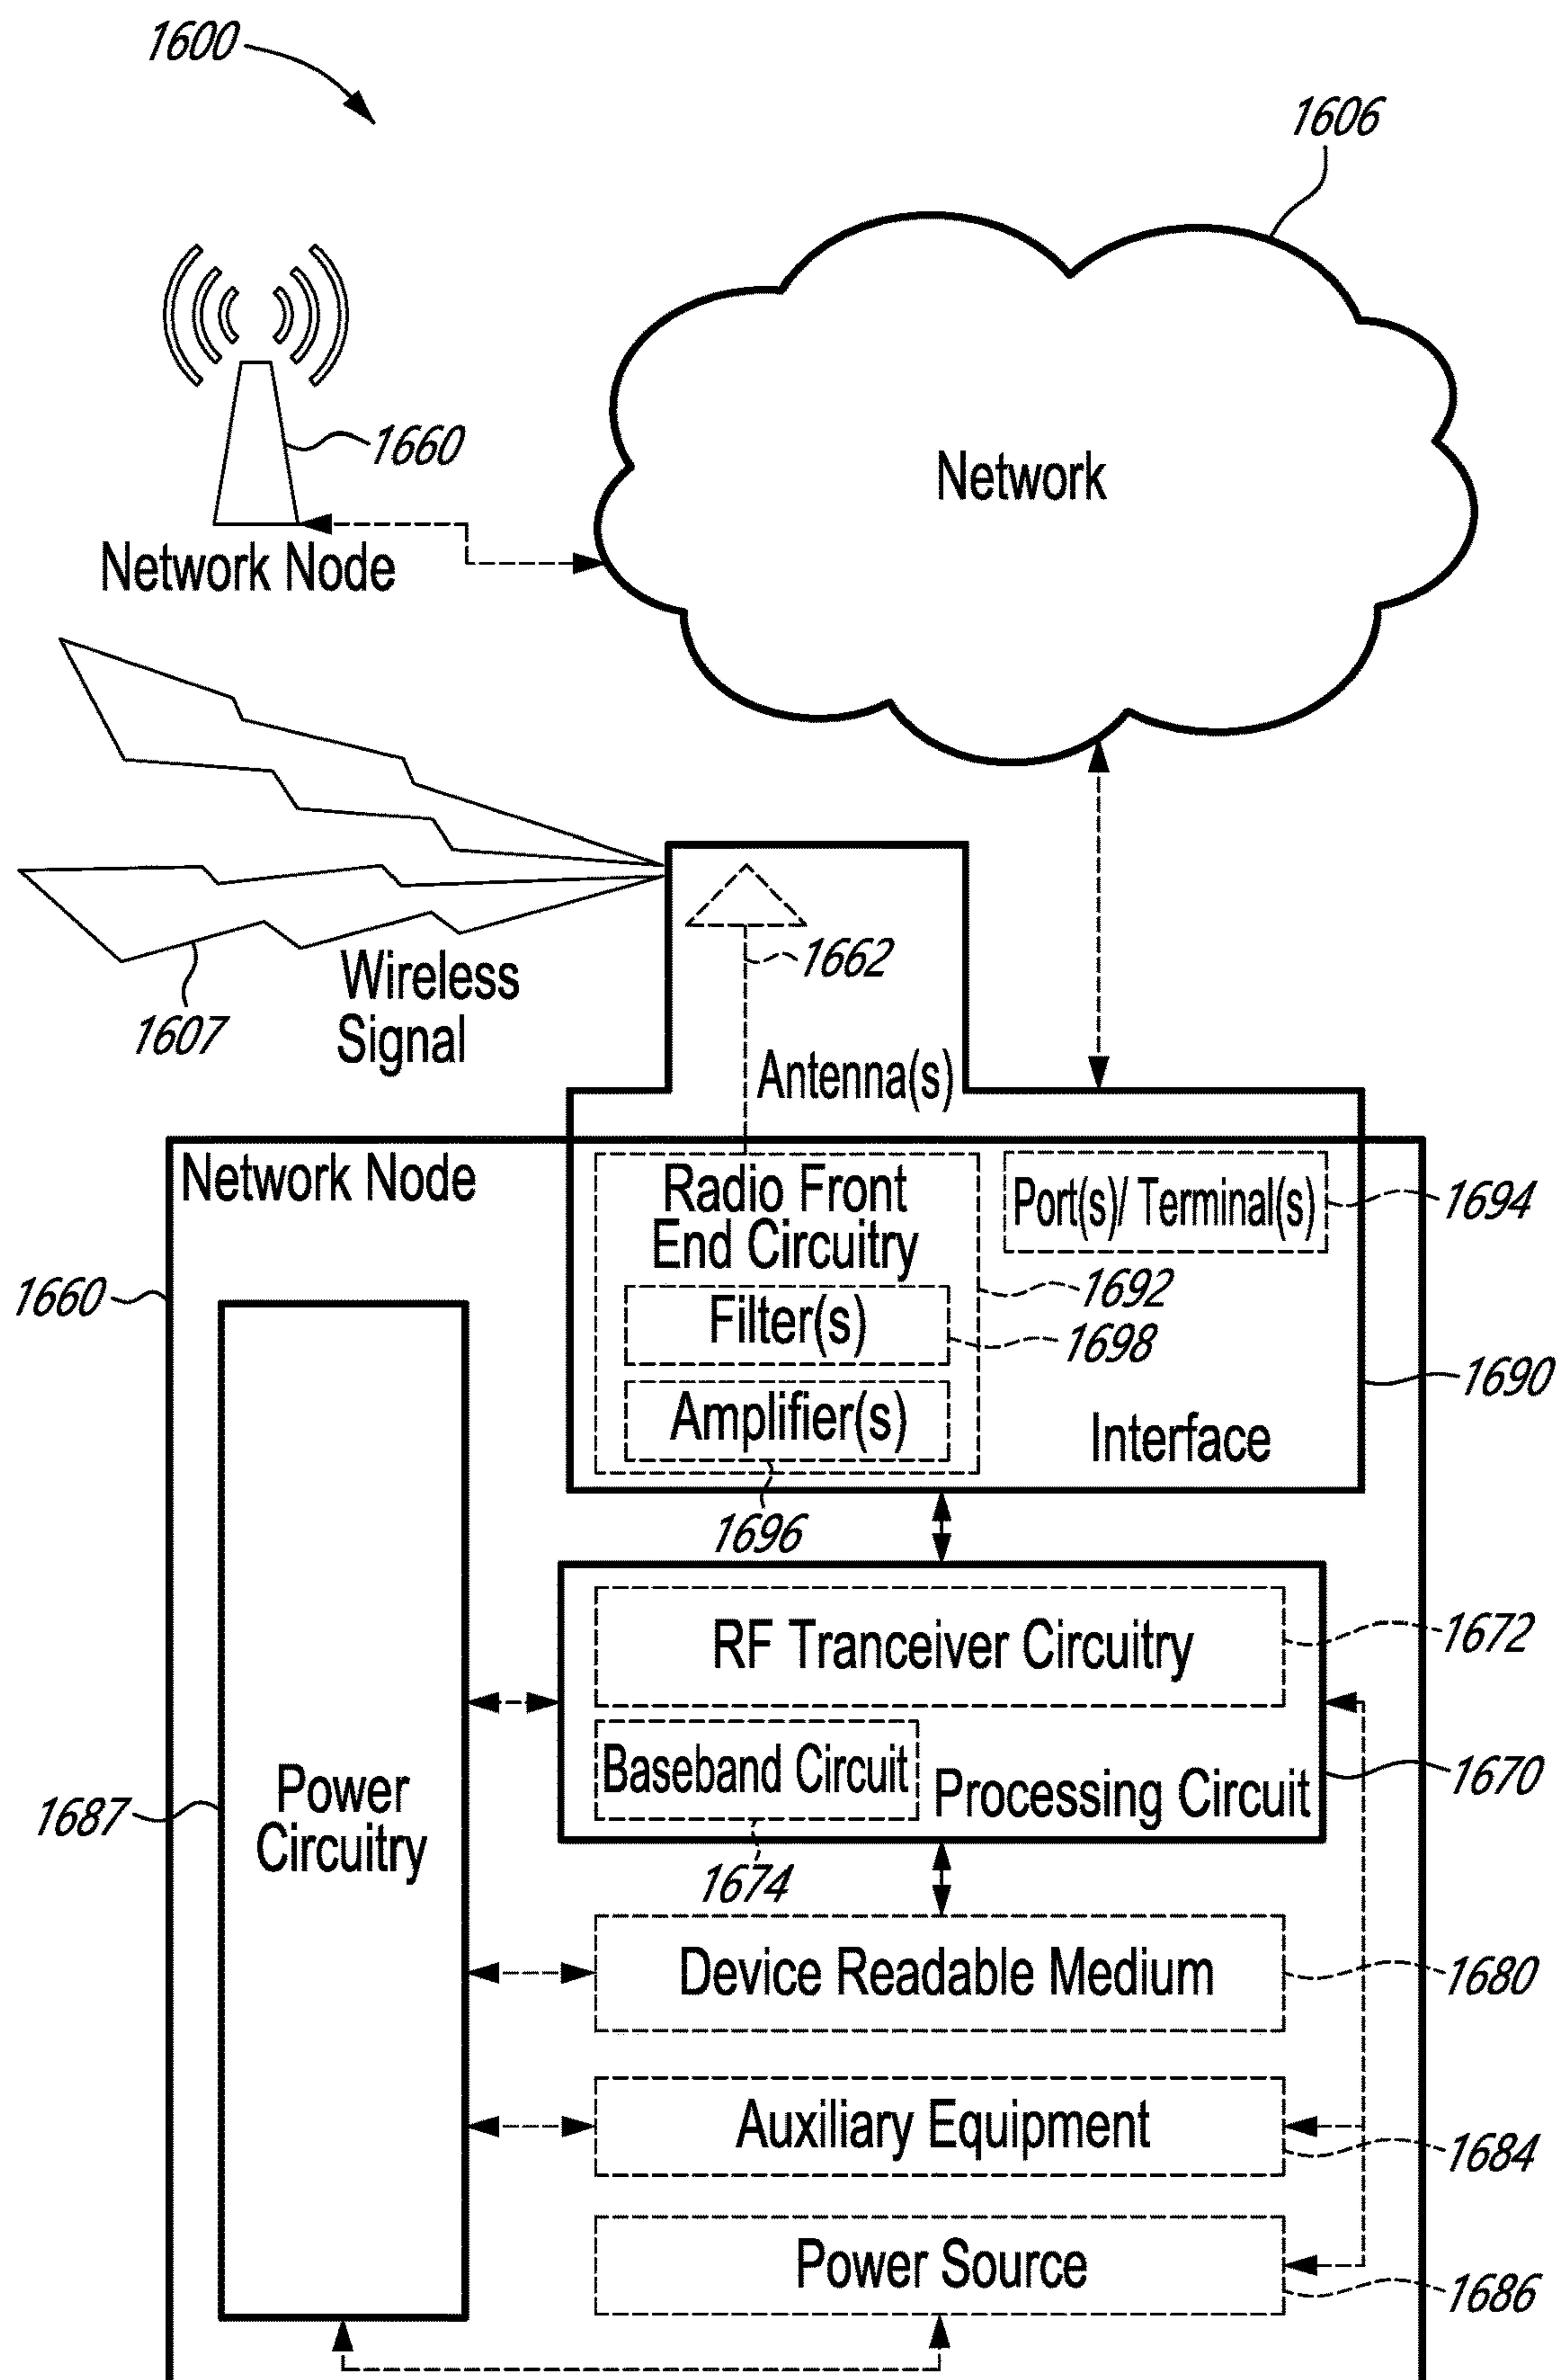 1600
1606
1660
Network
Network Node
1662
Wireless
Signal
1607
Antenna(s)
Network Node
Radio Front
End Circuitry
Port(s)/ Terminal(s)
1694
1660
1692
Filter(s)
1698
1690
Amplifier(s)
Interface
1696
RF Tranceiver Circuitry
1672
Baseband Circuit
Processing Circuit
1670
Power
Circuitry
1687
1674
Device Readable Medium
1680
Auxiliary Equipment
1684
Power Source
1686